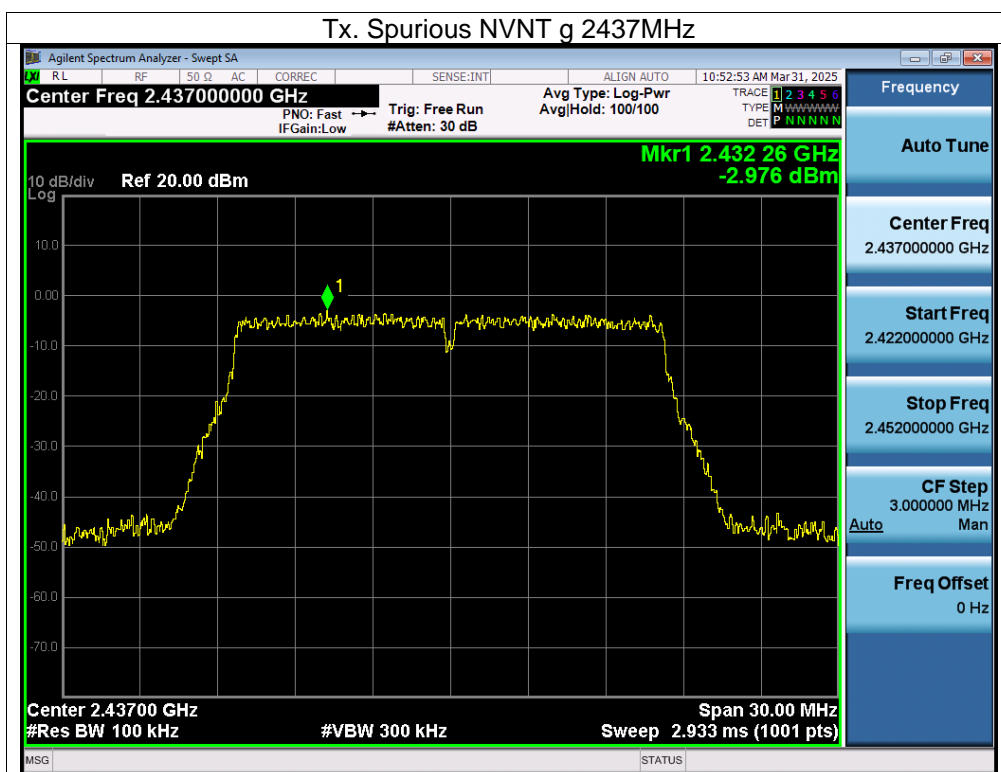 Tx. Spurious NVNT g 2437MHz
Agilent Spectrum Analyzer - Swept SA
LXI RL RF 50 Ω AC CORREC SENSE:INT ALIGN AUTO 10:52:53 AM Mar 31, 2025
Center Freq 2.437000000 GHz
PNO: Fast
IFGain:Low
Trig: Free Run
#Atten: 30 dB
Avg Type: Log-Pwr
Avg|Hold: 100/100
TRACE 1 2 3 4 5 6
TYPE M WWWWW
DET P N N N N N
Mkr1 2.432 26 GHz
-2.976 dBm
10 dB/div Ref 20.00 dBm
Log
10.0
0.00
-10.0
-20.0
-30.0
-40.0
-50.0
-60.0
-70.0
1
Center 2.43700 GHz Span 30.00 MHz
#Res BW 100 kHz #VBW 300 kHz Sweep 2.933 ms (1001 pts)
MSG STATUS
Frequency
Auto Tune
Center Freq
2.437000000 GHz
Start Freq
2.422000000 GHz
Stop Freq
2.452000000 GHz
CF Step
3.000000 MHz
Auto Man
Freq Offset
0 Hz